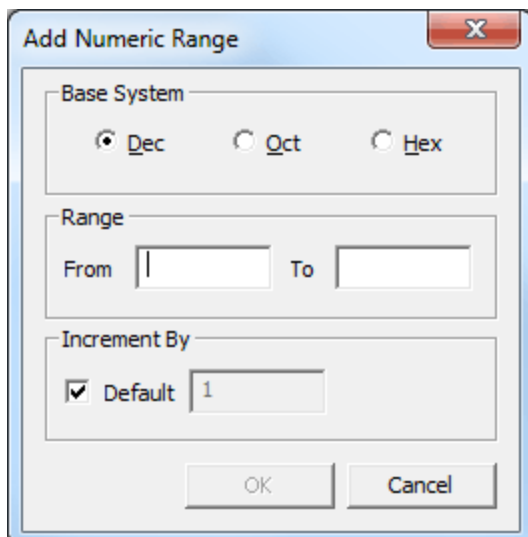 Add Numeric Range
Base System
Dec Oct Hex
Range
From To
Increment By
Default 1
OK Cancel